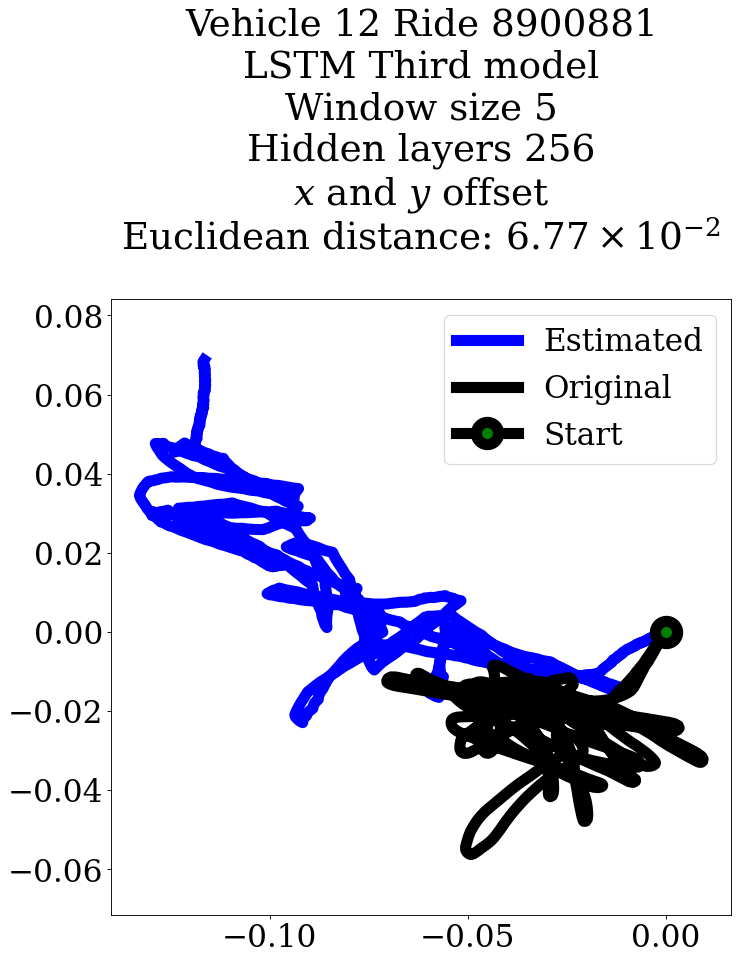 Vehicle 12 Ride 8900881
LSTM Third model
Window size 5
Hidden layers 256
x and y offset
Euclidean distance: 6.77 × 10⁻²
Estimated
Original
Start
0.08
0.06
0.04
0.02
0.00
−0.02
−0.04
−0.06
−0.10
−0.05
0.00